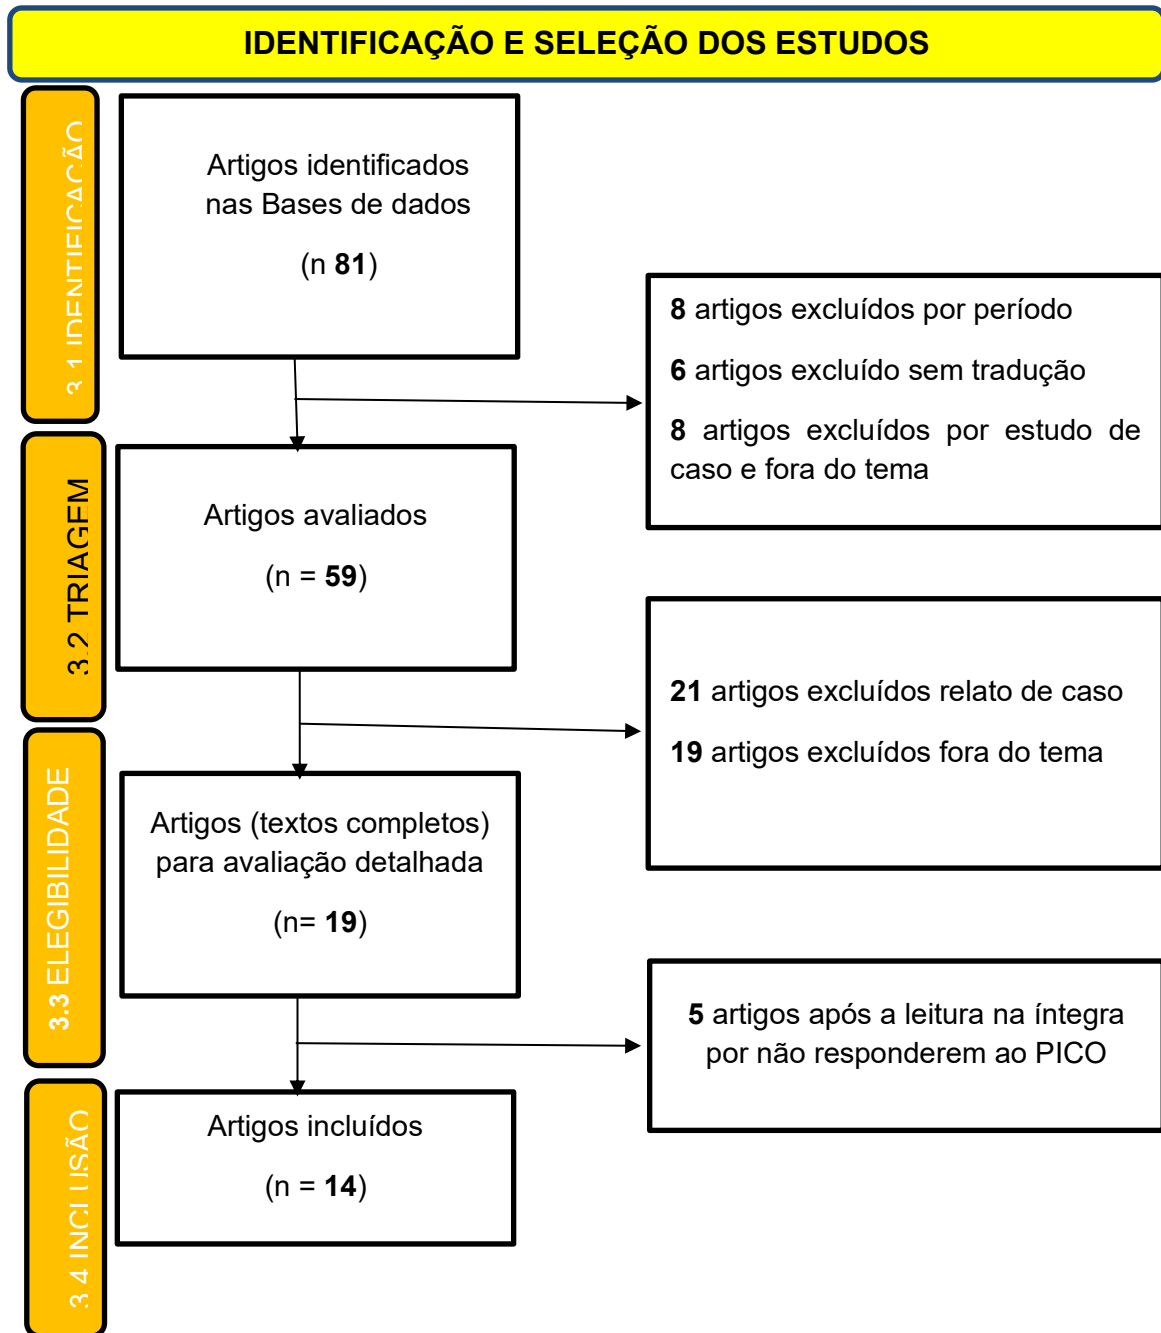 IDENTIFICAÇÃO E SELEÇÃO DOS ESTUDOS
3.1 IDENTIFICAÇÃO
Artigos identificados
nas Bases de dados
(n 81)
8 artigos excluídos por período
6 artigos excluído sem tradução
8 artigos excluídos por estudo de
caso e fora do tema
3.2 TRIAGEM
Artigos avaliados
(n = 59)
21 artigos excluídos relato de caso
19 artigos excluídos fora do tema
3.3 ELEGIBILIDADE
Artigos (textos completos)
para avaliação detalhada
(n= 19)
5 artigos após a leitura na íntegra
por não responderem ao PICO
3.4 INCLUSÃO
Artigos incluídos
(n = 14)